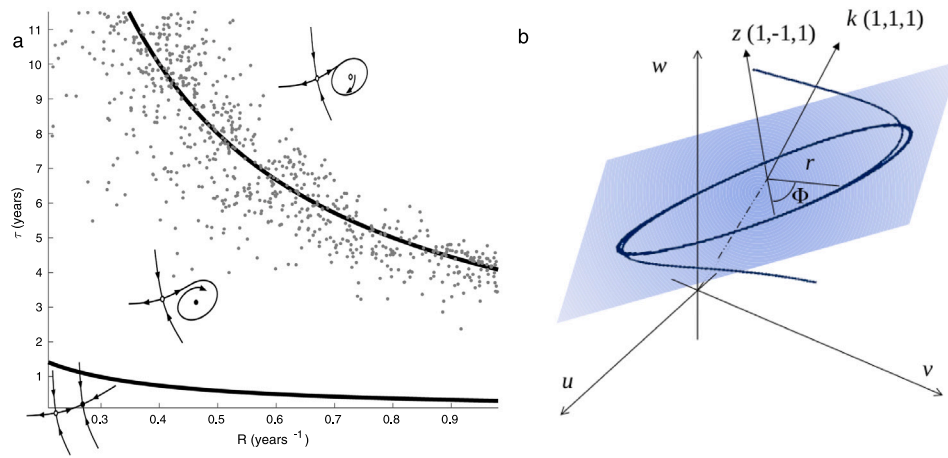 a
11
10
9
8
7
6
5
4
3
2
1
τ (years)
0.3 0.4 0.5 0.6 0.7 0.8 0.9
R (years ⁻¹)
b
z (1,-1,1)
k (1,1,1)
w
r
Φ
u
v